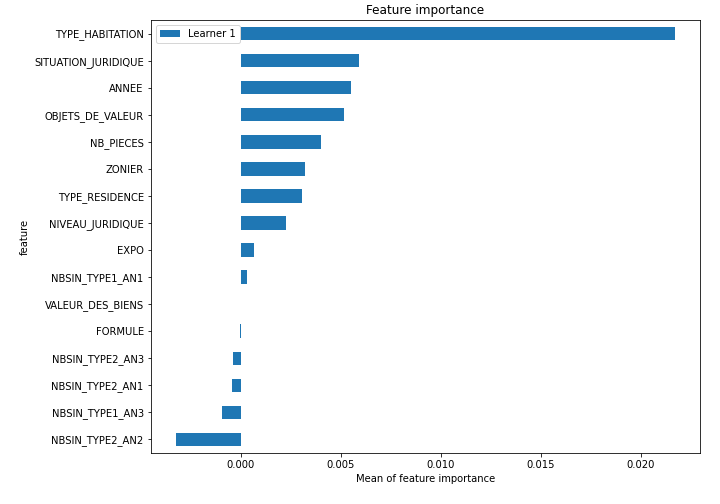 Feature importance
Learner 1
TYPE_HABITATION
SITUATION_JURIDIQUE
ANNEE
OBJETS_DE_VALEUR
NB_PIECES
ZONIER
TYPE_RESIDENCE
NIVEAU_JURIDIQUE
EXPO
NBSIN_TYPE1_AN1
VALEUR_DES_BIENS
FORMULE
NBSIN_TYPE2_AN3
NBSIN_TYPE2_AN1
NBSIN_TYPE1_AN3
NBSIN_TYPE2_AN2
feature
0.000 0.005 0.010 0.015 0.020
Mean of feature importance